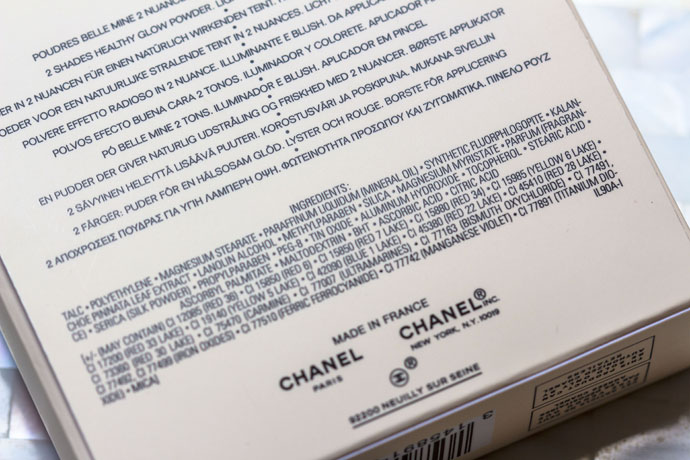 POUDRES BELLE MINE 2 NUANCES
2 SHADES HEALTHY GLOW POWDER.
ER IN 2 NUANCEN FÜR EINEN NATÜRLICH WIRKENDEN TEINT.
OEDER VOOR EEN NATUURLIJKE STRALENDE TEINT IN 2 NUANCES. LICHT
POLVERE EFFETTO RADIOSO IN 2 NUANCE. ILLUMINANTE E BLUSH. DA APPLICA
POLVOS EFECTO BUENA CARA 2 TONOS. ILUMINADOR Y COLORETE. APLICADOR
PÓ BELLE MINE 2 TONS. ILUMINADOR E BLUSH. APLICADOR EM PINCEL
EN PUDDER DER GIVER NATURLIG UDSTRÅLING OG FRISKHED MED 2 NUANCER. BØRSTE APPLIKATOR
2 SÄVYINEN HELEYTTÄ LISÄÄVÄ PUUTERI. KOROSTUSVÄRI JA POSKIPUNA. MUKANA SIVELLIN
2 FÄRGER: PUDER FÖR EN HÄLSOSAM GLÖD. LYSTER OCH ROUGE. BORSTE FÖR APPLICERING
2 ΑΠΟΧΡΩΣΕΙΣ ΠΟΥΔΡΑΣ ΓΙΑ ΥΓΙΗ ΛΑΜΠΕΡΗ ΟΨΗ. ΦΩΤΕΙΝΟΤΗΤΑ ΠΡΟΣΩΠΟΥ ΚΑΙ ΖΥΓΩΜΑΤΙΚΑ. ΠΙΝΕΛΟ ΡΟΥΖ
INGREDIENTS:
TALC • POLYETHYLENE • MAGNESIUM STEARATE • PARAFFINUM LIQUIDUM (MINERAL OIL) • SYNTHETIC FLUORPHLOGOPITE • KALAN-
CHOE PINNATA LEAF EXTRACT • LANOLIN ALCOHOL • METHYLPARABEN • SILICA • MAGNESIUM MYRISTATE • PARFUM (FRAGRAN-
CE) • SERICA (SILK POWDER) • PROPYLPARABEN • PEG-8 • TIN OXIDE • ALUMINUM HYDROXIDE • TOCOPHEROL • STEARIC ACID •
ASCORBYL PALMITATE • MALTODEXTRIN • BHT • ASCORBIC ACID • CITRIC ACID
[+/- (MAY CONTAIN) CI 12085 (RED 36) • CI 15850 (RED 6) • CI 15850 (RED 7 LAKE) • CI 15880 (RED 34) • CI 15985 (YELLOW 6 LAKE) •
CI 17200 (RED 33 LAKE) • CI 19140 (YELLOW 5 LAKE) • CI 42090 (BLUE 1 LAKE) • CI 45380 (RED 22 LAKE) • CI 45410 (RED 28 LAKE) •
CI 73360 (RED 30 LAKE) • CI 75470 (CARMINE) • CI 77007 (ULTRAMARINES) • CI 77163 (BISMUTH OXYCHLORIDE) • CI 77491,
CI 77492, CI 77499 (IRON OXIDES) • CI 77510 (FERRIC FERROCYANIDE) • CI 77742 (MANGANESE VIOLET) • CI 77891 (TITANIUM DIO-
XIDE) • MICA]
IL90A-I
MADE IN FRANCE
CHANEL CHANEL® INC.
PARIS NEW YORK, N.Y. 10019
®
92200 NEUILLY SUR SEINE